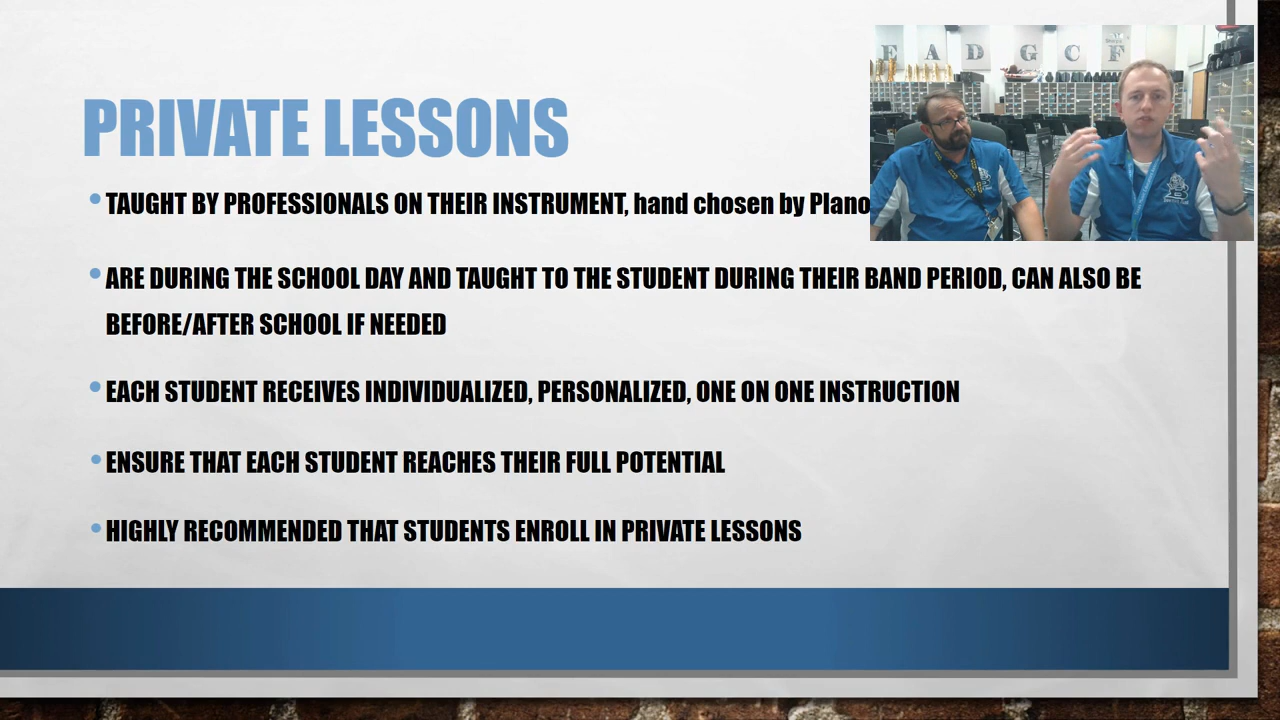 E A D G C F
PRIVATE LESSONS
TAUGHT BY PROFESSIONALS ON THEIR INSTRUMENT, hand chosen by Plano
ARE DURING THE SCHOOL DAY AND TAUGHT TO THE STUDENT DURING THEIR BAND PERIOD, CAN ALSO BE
BEFORE/AFTER SCHOOL IF NEEDED
EACH STUDENT RECEIVES INDIVIDUALIZED, PERSONALIZED, ONE ON ONE INSTRUCTION
ENSURE THAT EACH STUDENT REACHES THEIR FULL POTENTIAL
HIGHLY RECOMMENDED THAT STUDENTS ENROLL IN PRIVATE LESSONS